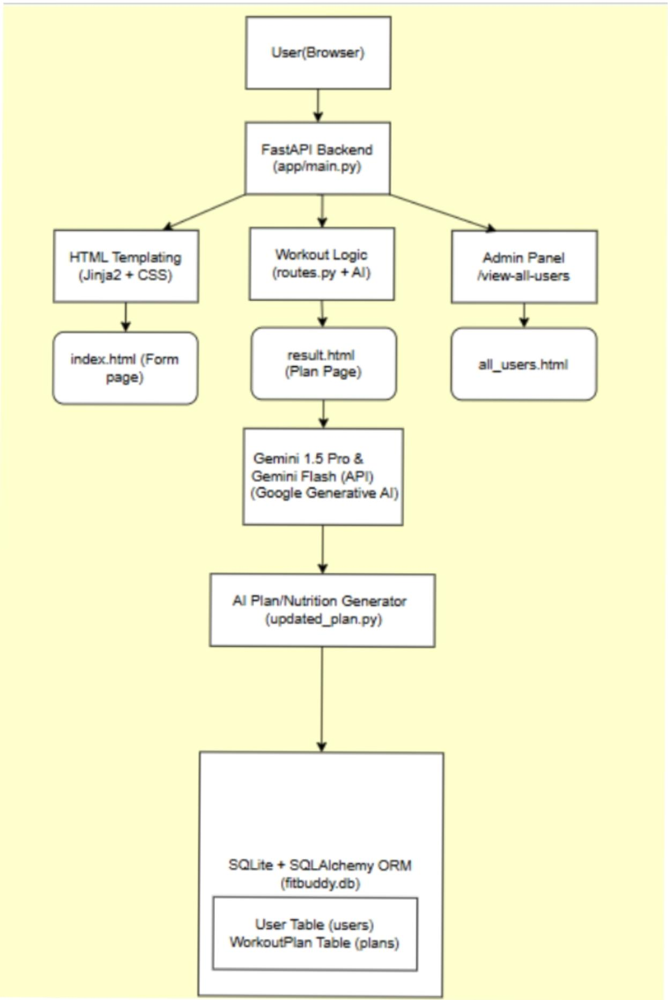 User(Browser)
FastAPI Backend
(app/main.py)
HTML Templating
(Jinja2 + CSS)
Workout Logic
(routes.py + AI)
Admin Panel
/view-all-users
index.html (Form
page)
result.html
(Plan Page)
all_users.html
Gemini 1.5 Pro &
Gemini Flash (API)
(Google Generative AI)
AI Plan/Nutrition Generator
(updated_plan.py)
SQLite + SQLAlchemy ORM
(fitbuddy.db)
User Table (users)
WorkoutPlan Table (plans)